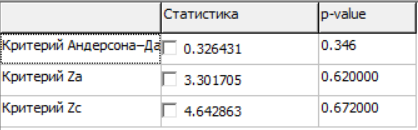 Статистика p-value
Критерий Андерсона–Да 0.326431 0.346
Критерий Za 3.301705 0.620000
Критерий Zc 4.642863 0.672000